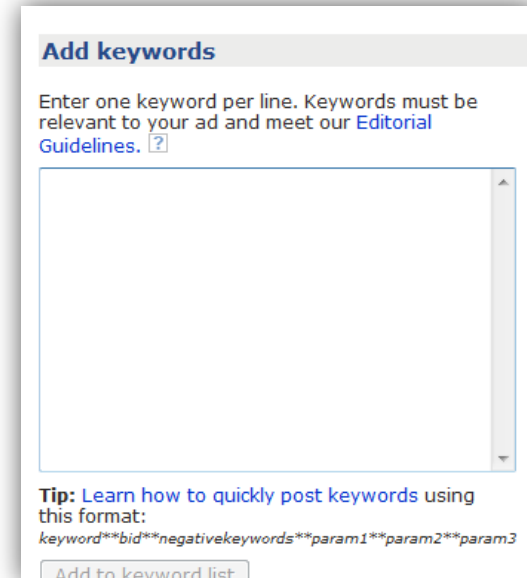 Add keywords
Enter one keyword per line. Keywords must be
relevant to your ad and meet our Editorial
Guidelines. ?
Tip: Learn how to quickly post keywords using
this format:
keyword**bid**negativekeywords**param1**param2**param3
Add to keyword list